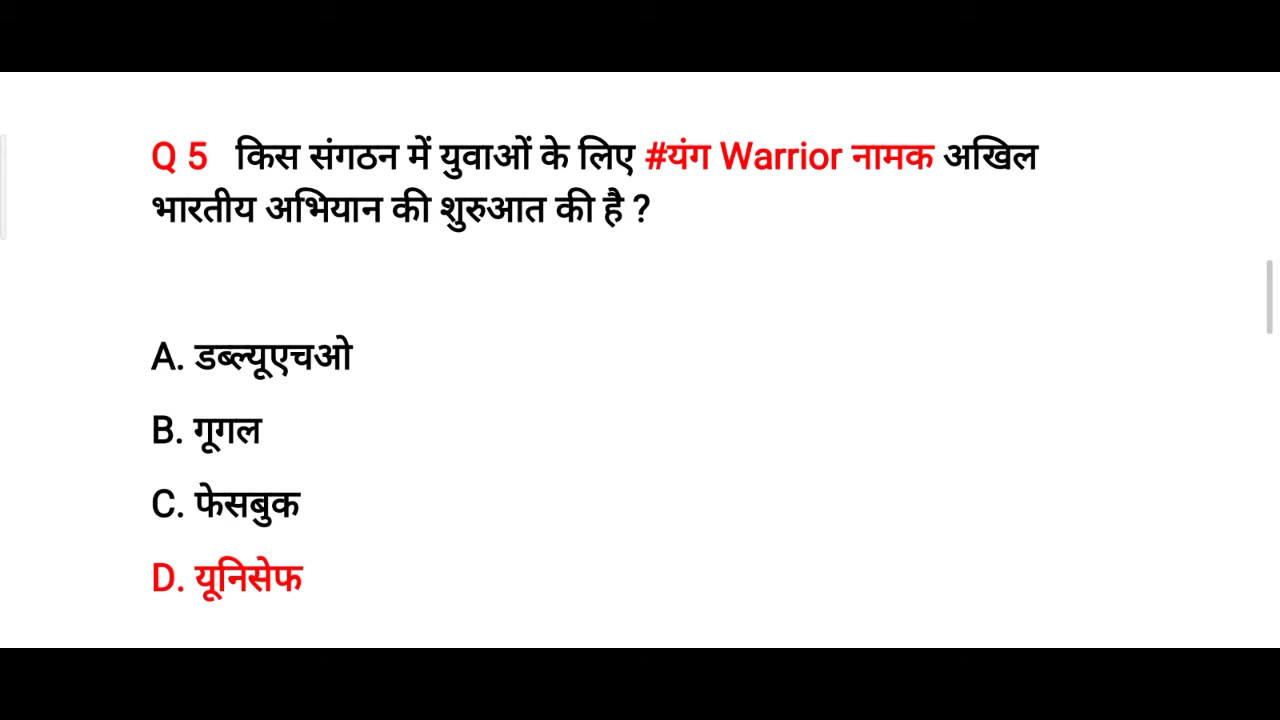 Q 5 किस संगठन में युवाओं के लिए #यंग Warrior नामक अखिल
भारतीय अभियान की शुरुआत की है ?
A. डब्ल्यूएचओ
B. गूगल
C. फेसबुक
D. यूनिसेफ